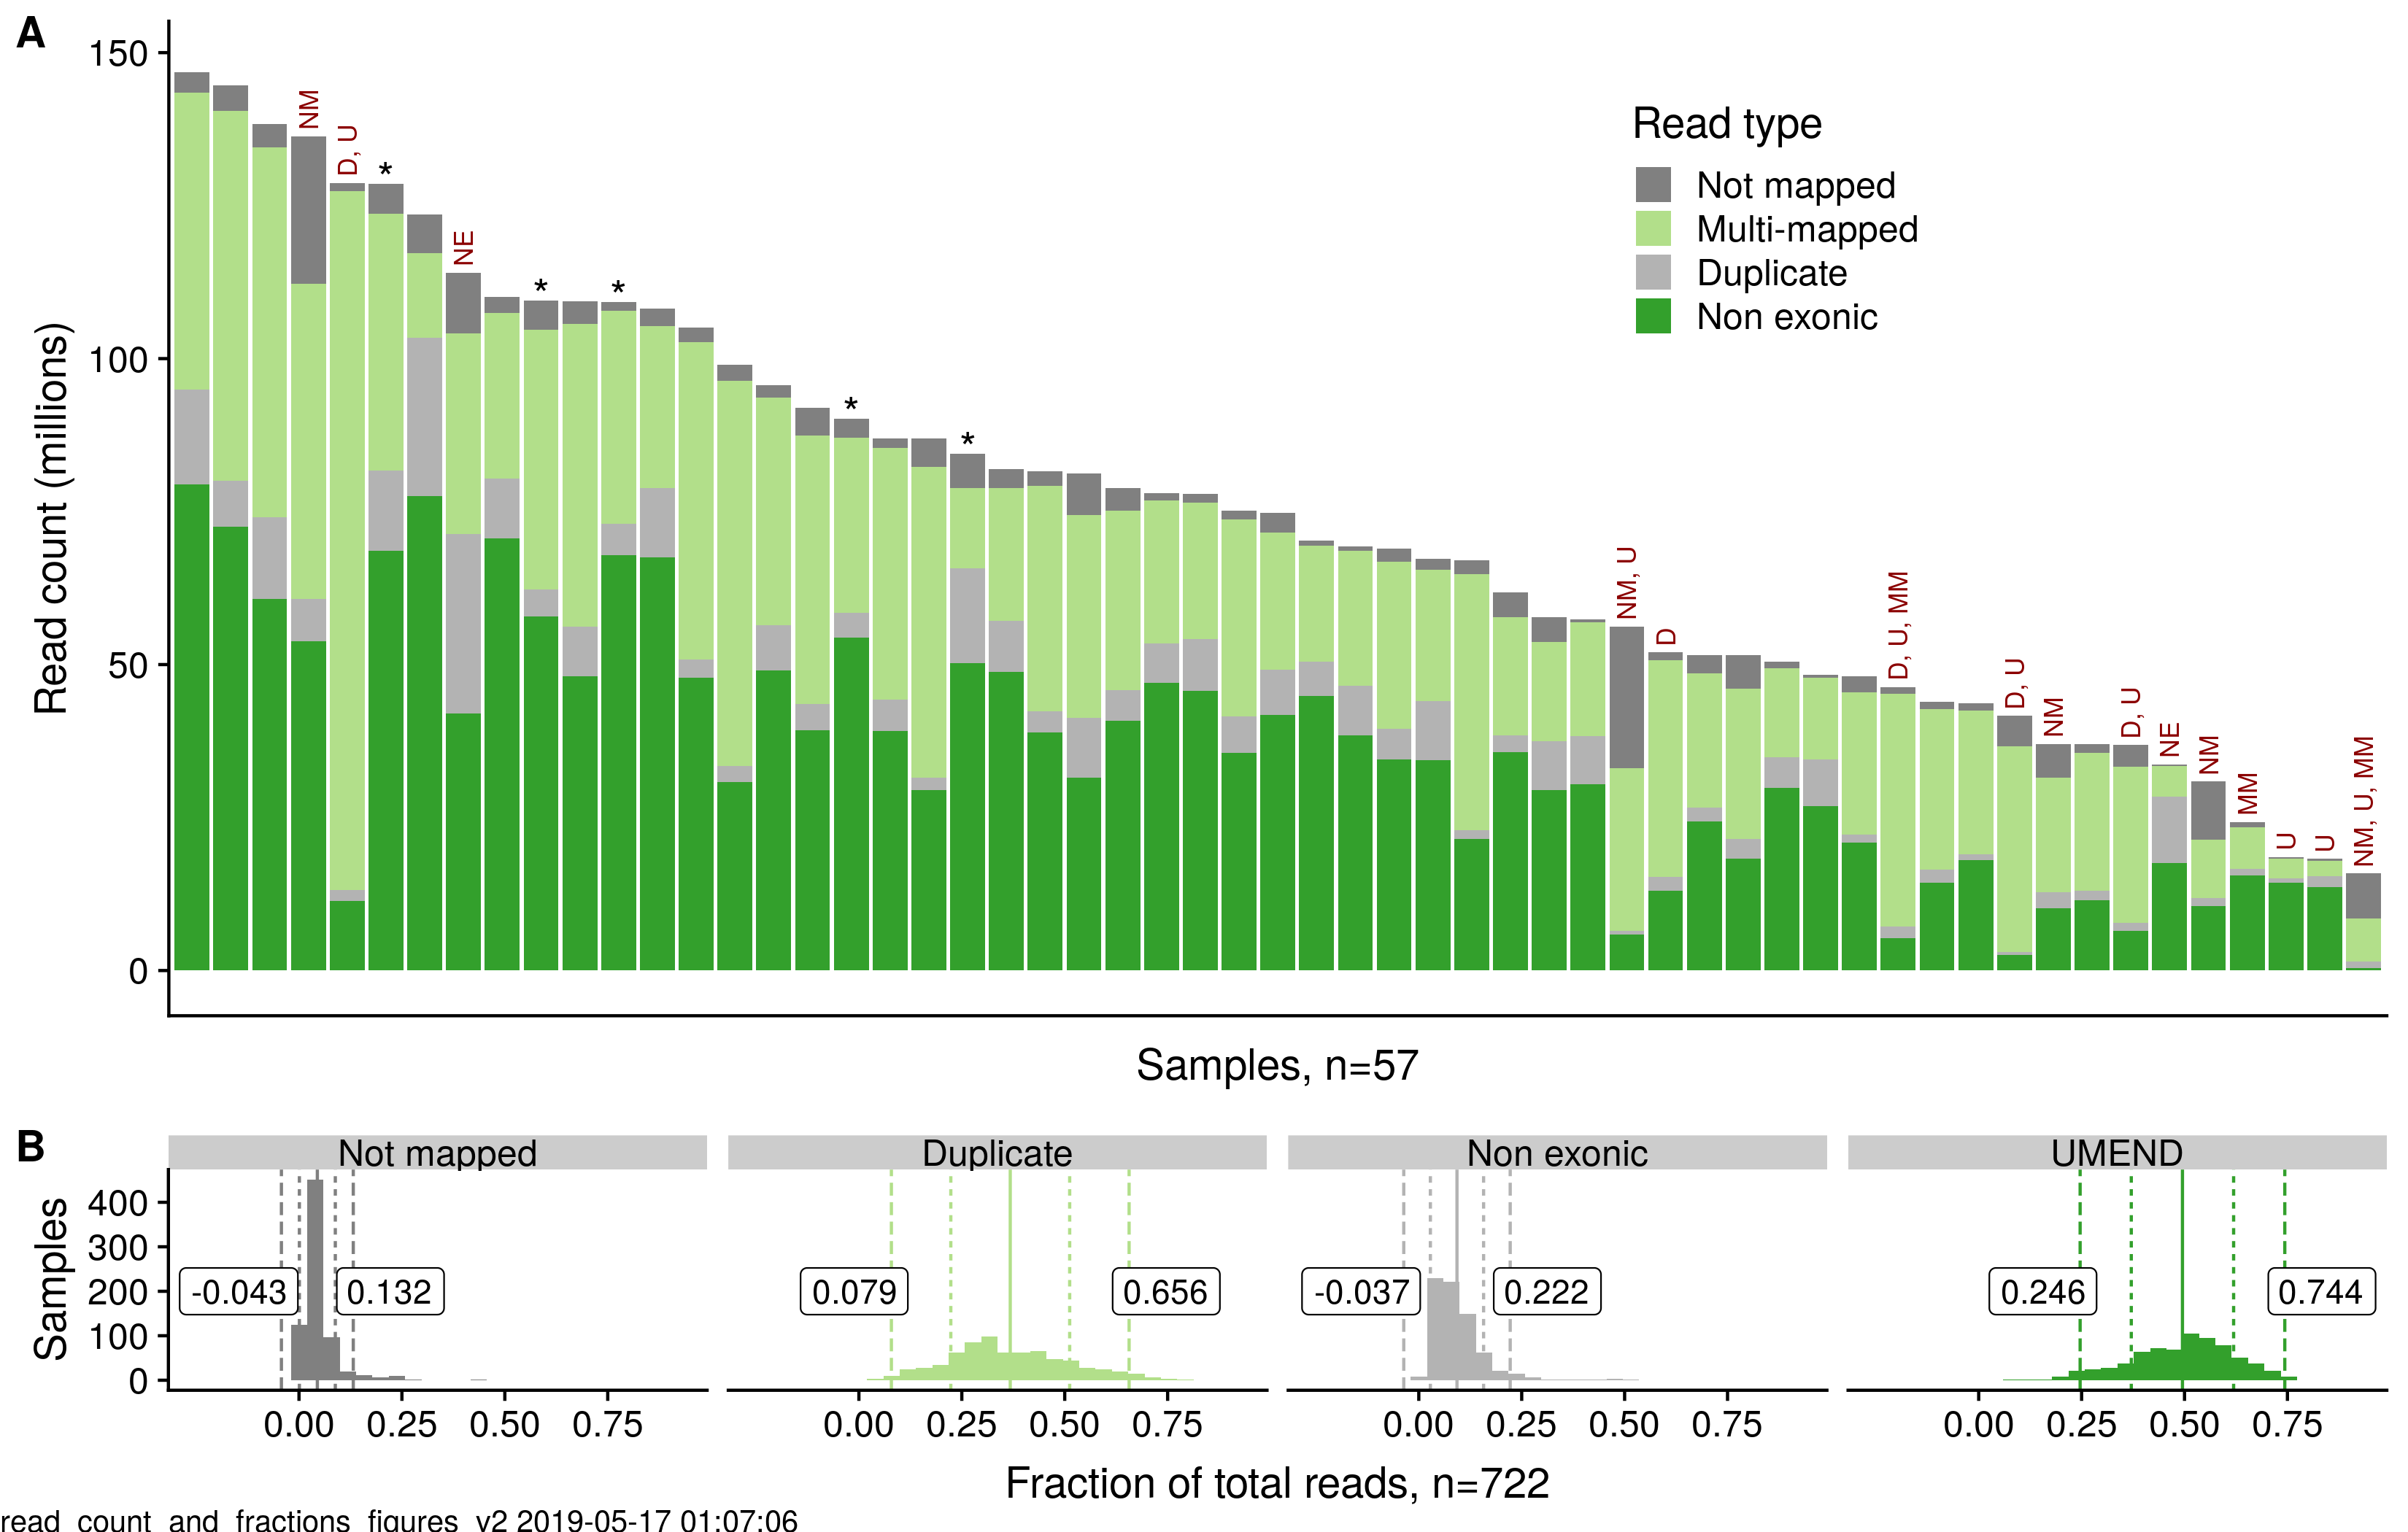 A
150
100
50
0
Read count (millions)
NM
D, U
*
NE
*
*
*
*
NM, U
D
D, U, MM
D, U
NM
D, U
NE
NM
MM
U
U
NM, U, MM
Read type
Not mapped
Multi-mapped
Duplicate
Non exonic
Samples, n=57
B
Not mapped
Duplicate
Non exonic
UMEND
Samples
400
300
200
100
0
-0.043
0.132
0.079
0.656
-0.037
0.222
0.246
0.744
0.00 0.25 0.50 0.75
0.00 0.25 0.50 0.75
0.00 0.25 0.50 0.75
0.00 0.25 0.50 0.75
Fraction of total reads, n=722
read_count_and_fractions_figures_v2 2019-05-17 01:07:06